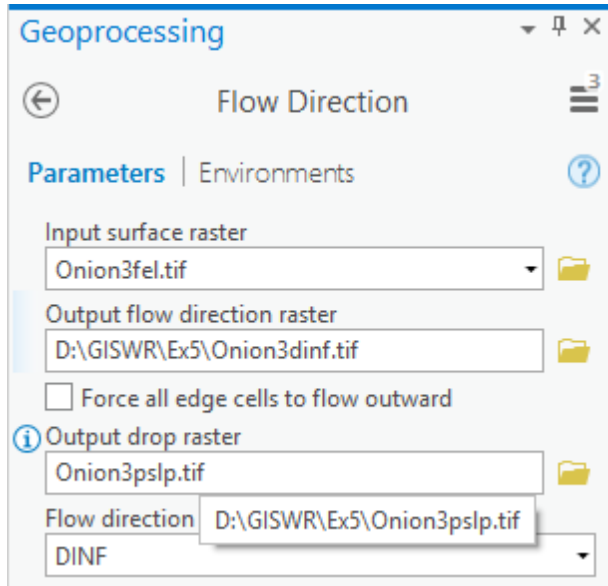 Geoprocessing
3
Flow Direction
Parameters | Environments
?
Input surface raster
Onion3fel.tif
Output flow direction raster
D:\GISWR\Ex5\Onion3dinf.tif
Force all edge cells to flow outward
i Output drop raster
Onion3pslp.tif
Flow direction D:\GISWR\Ex5\Onion3pslp.tif
DINF